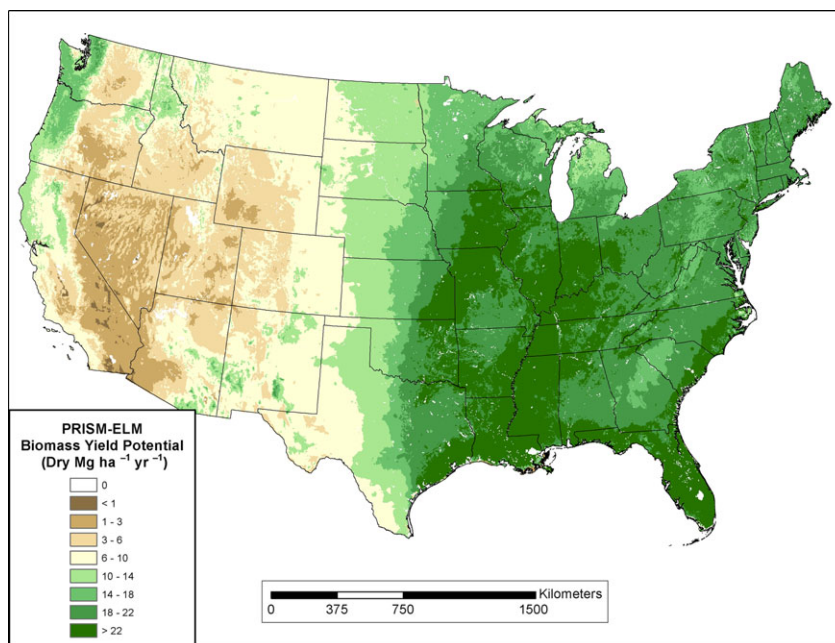 PRISM-ELM
Biomass Yield Potential
(Dry Mg ha ⁻¹ yr ⁻¹)
0
< 1
1 - 3
3 - 6
6 - 10
10 - 14
14 - 18
18 - 22
> 22
Kilometers
0 375 750 1500